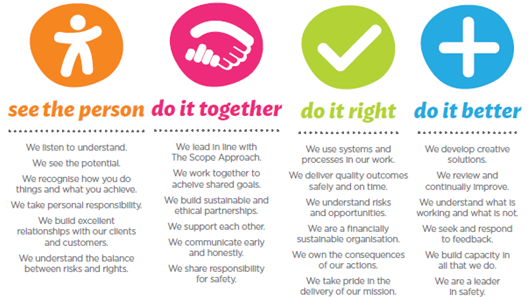 see the person
We listen to understand.
We see the potential.
We recognise how you do
things and what you achieve.
We take personal responsibility.
We build excellent
relationships with our clients
and customers.
We understand the balance
between risks and rights.
do it together
We lead in line with
The Scope Approach.
We work together to
acheive shared goals.
We build sustainable and
ethical partnerships.
We support each other.
We communicate early
and honestly.
We share responsibility
for safety.
do it right
We use systems and
processes in our work.
We deliver quality outcomes
safely and on time.
We understand risks
and opportunities.
We are a financially
sustainable organisation.
We own the consequences
of our actions.
We take pride in the
delivery of our mission.
do it better
We develop creative
solutions.
We review and
continually improve.
We understand what is
working and what is not.
We seek and respond
to feedback.
We build capacity in
all that we do.
We are a leader
in safety.